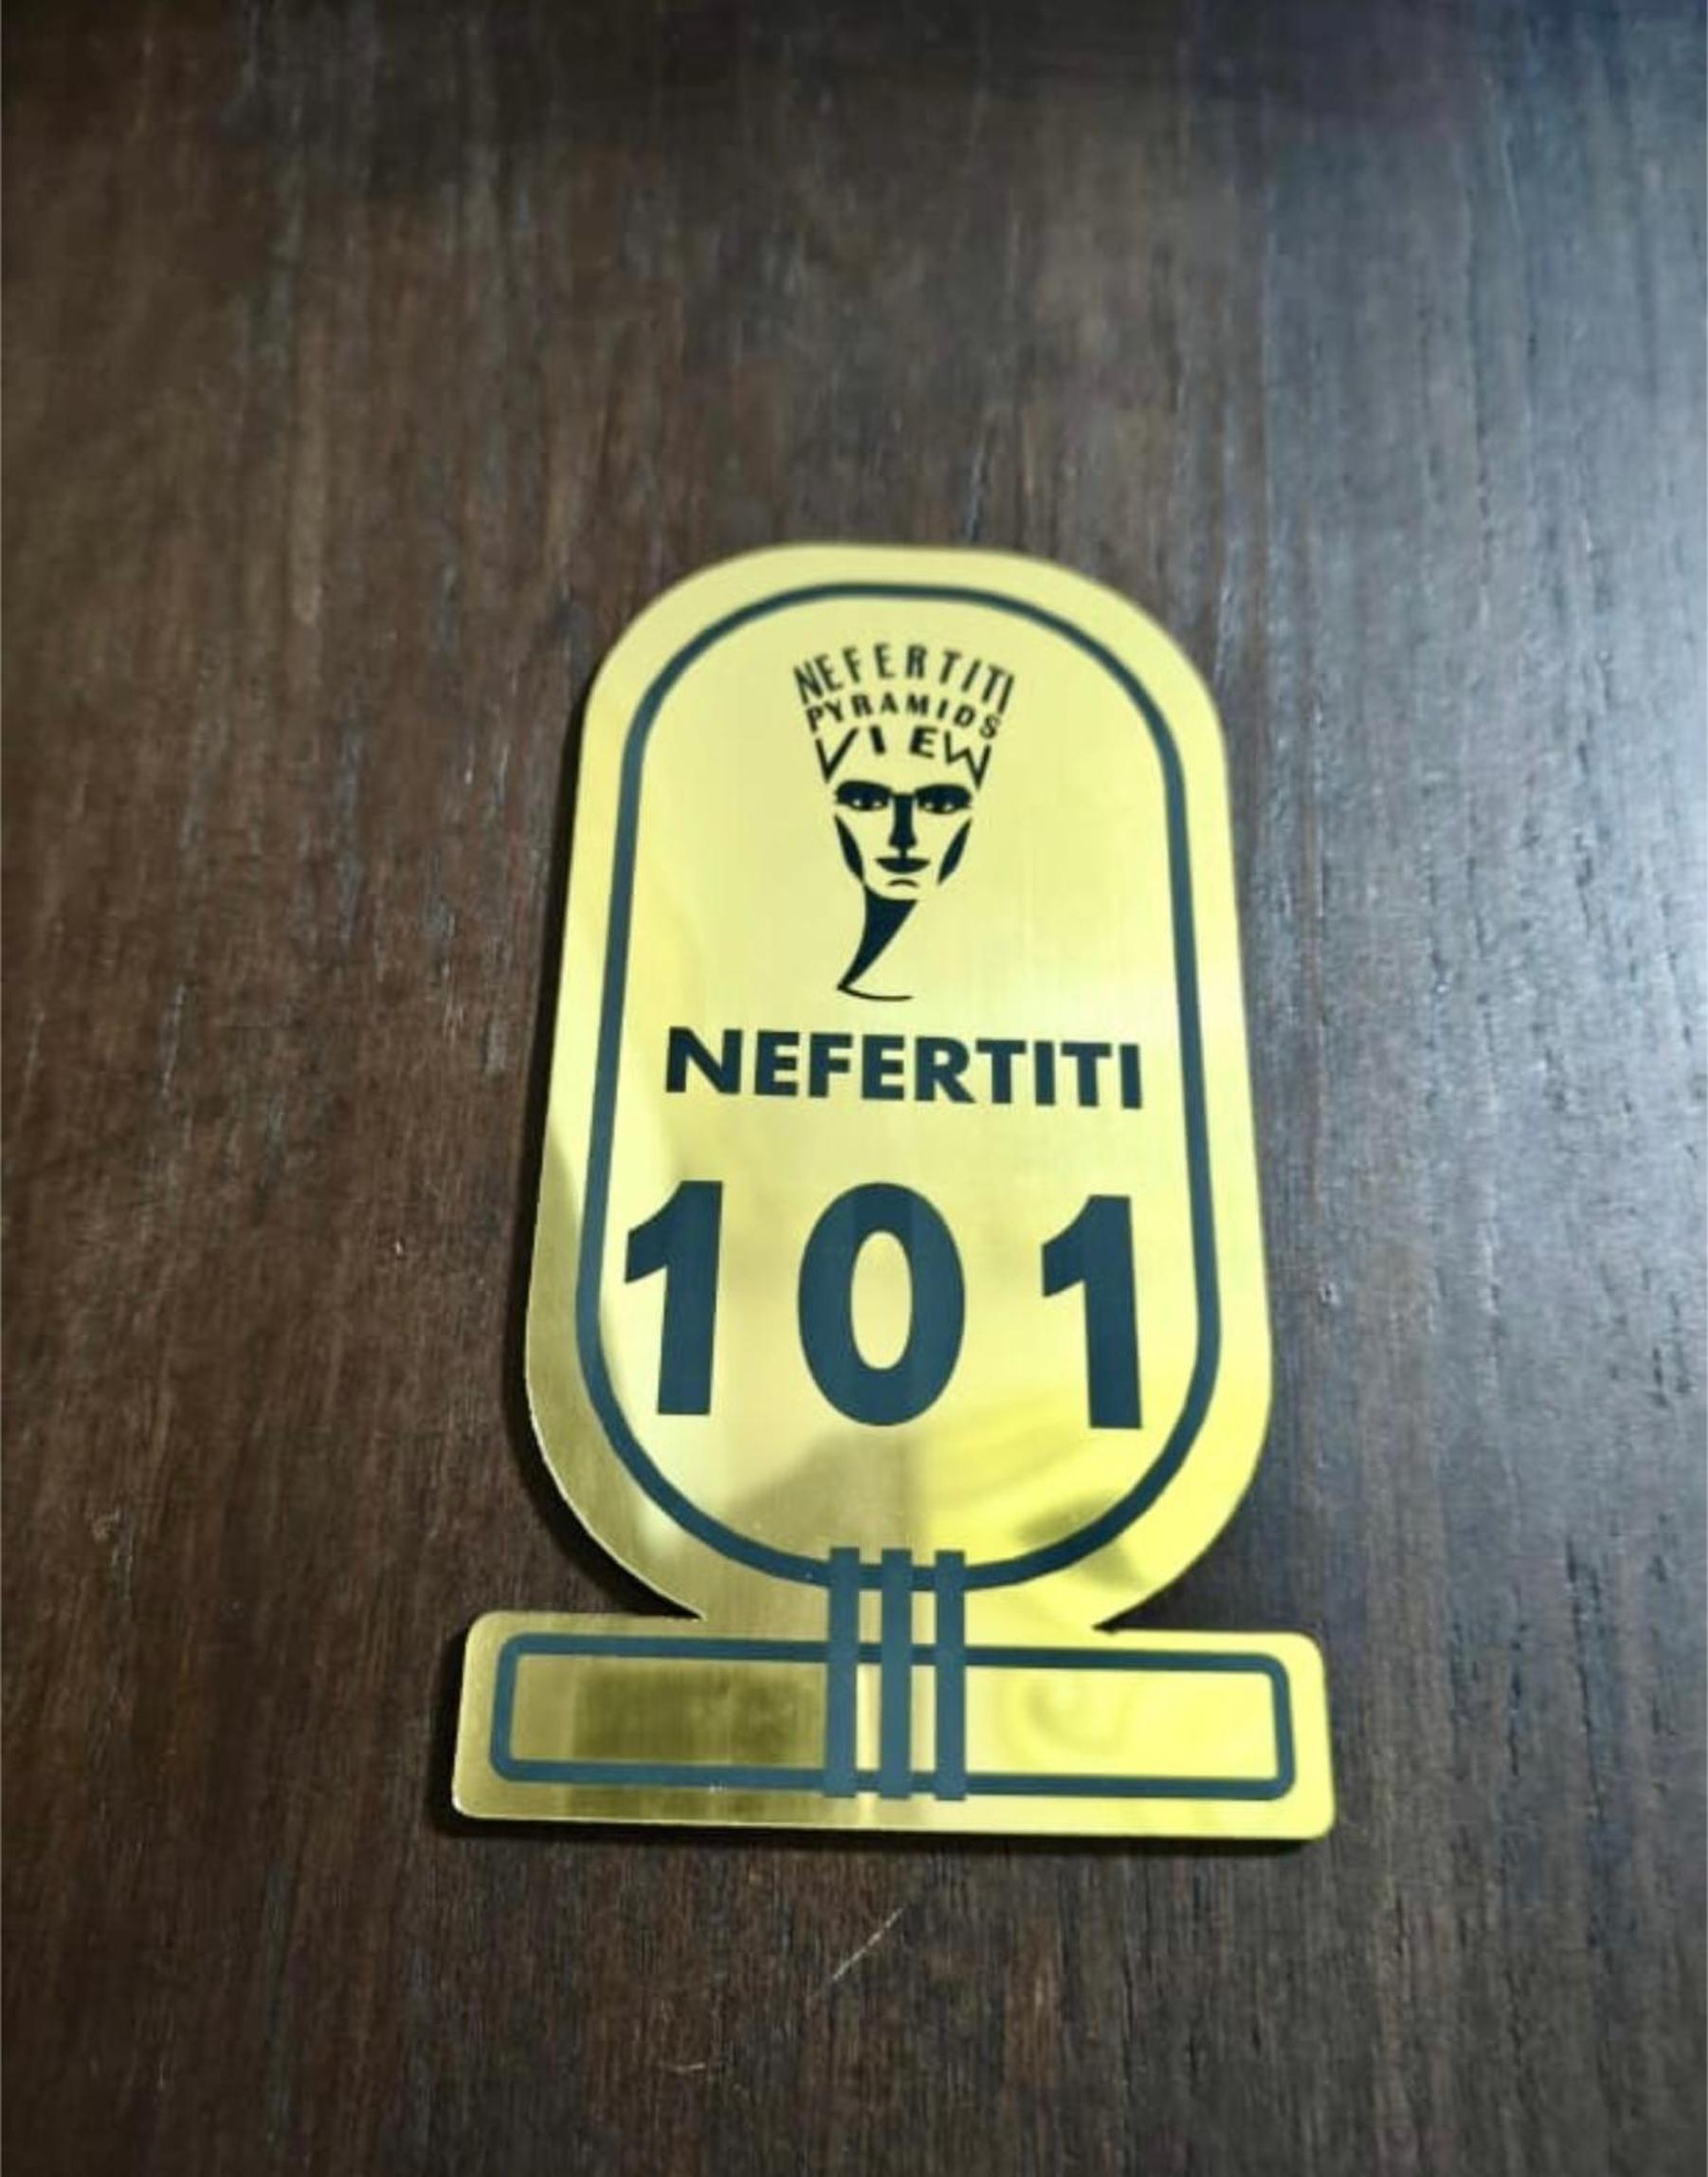 NEFERTITI
PYRAMIDS
VIEW
NEFERTITI
101